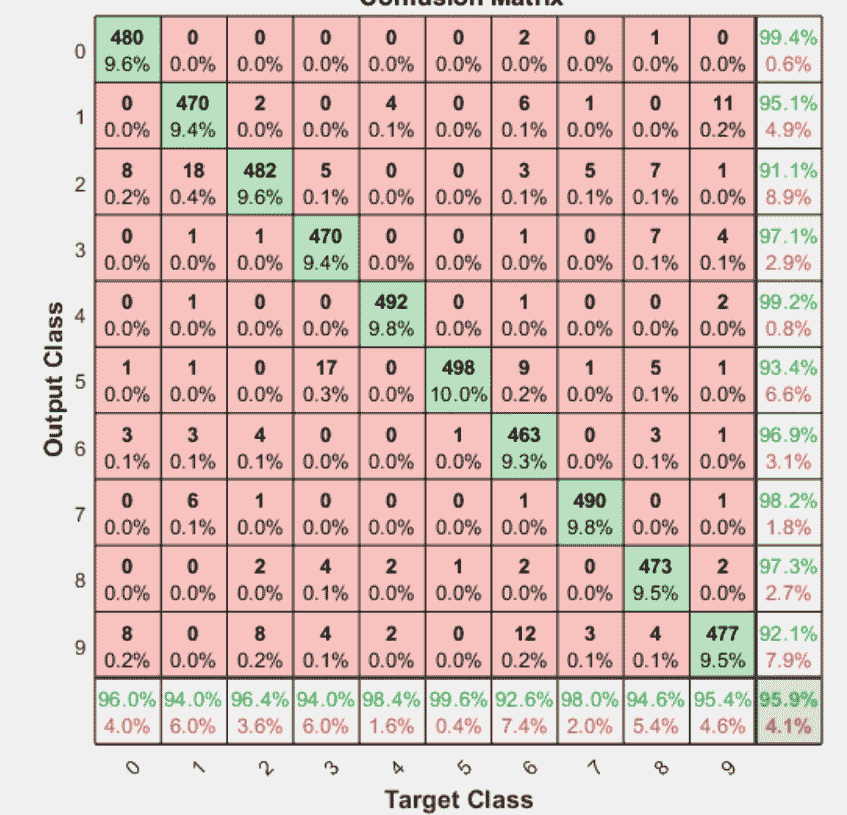 Confusion Matrix
480 0 0 0 0 0 2 0 1 0 99.4%
0
9.6% 0.0% 0.0% 0.0% 0.0% 0.0% 0.0% 0.0% 0.0% 0.0% 0.6%
0 470 2 0 4 0 6 1 0 11 95.1%
1
0.0% 9.4% 0.0% 0.0% 0.1% 0.0% 0.1% 0.0% 0.0% 0.2% 4.9%
8 18 482 5 0 0 3 5 7 1 91.1%
2
0.2% 0.4% 9.6% 0.1% 0.0% 0.0% 0.1% 0.1% 0.1% 0.0% 8.9%
0 1 1 470 0 0 1 0 7 4 97.1%
3
0.0% 0.0% 0.0% 9.4% 0.0% 0.0% 0.0% 0.0% 0.1% 0.1% 2.9%
0 1 0 0 492 0 1 0 0 2 99.2%
4
0.0% 0.0% 0.0% 0.0% 9.8% 0.0% 0.0% 0.0% 0.0% 0.0% 0.8%
Output Class
1 1 0 17 0 498 9 1 5 1 93.4%
5
0.0% 0.0% 0.0% 0.3% 0.0% 10.0% 0.2% 0.0% 0.1% 0.0% 6.6%
3 3 4 0 0 1 463 0 3 1 96.9%
6
0.1% 0.1% 0.1% 0.0% 0.0% 0.0% 9.3% 0.0% 0.1% 0.0% 3.1%
0 6 1 0 0 0 1 490 0 1 98.2%
7
0.0% 0.1% 0.0% 0.0% 0.0% 0.0% 0.0% 9.8% 0.0% 0.0% 1.8%
0 0 2 4 2 1 2 0 473 2 97.3%
8
0.0% 0.0% 0.0% 0.1% 0.0% 0.0% 0.0% 0.0% 9.5% 0.0% 2.7%
8 0 8 4 2 0 12 3 4 477 92.1%
9
0.2% 0.0% 0.2% 0.1% 0.0% 0.0% 0.2% 0.1% 0.1% 9.5% 7.9%
96.0% 94.0% 96.4% 94.0% 98.4% 99.6% 92.6% 98.0% 94.6% 95.4% 95.9%
4.0% 6.0% 3.6% 6.0% 1.6% 0.4% 7.4% 2.0% 5.4% 4.6% 4.1%
0 1 2 3 4 5 6 7 8 9
Target Class